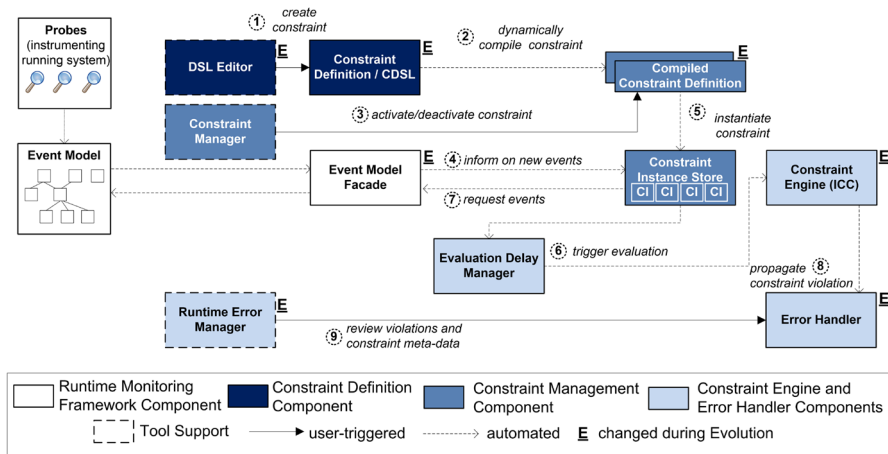 Probes
(instrumenting
running system)
1 create
constraint
2 dynamically
compile constraint
DSL Editor
E
Constraint
Definition / CDSL
E
Compiled
Constraint Definition
E
Constraint
Manager
3 activate/deactivate constraint
5 instantiate
constraint
Event Model
Event Model
Facade
E
4 inform on new events
7 request events
Constraint
Instance Store
CI CI CI CI
Constraint
Engine (ICC)
E
Evaluation Delay
Manager
6 trigger evaluation
propagate 8
constraint violation
Runtime Error
Manager
E
9 review violations and
constraint meta-data
Error Handler
E
Runtime Monitoring
Framework Component
Constraint Definition
Component
Constraint Management
Component
Constraint Engine and
Error Handler Components
Tool Support
user-triggered
automated
E changed during Evolution